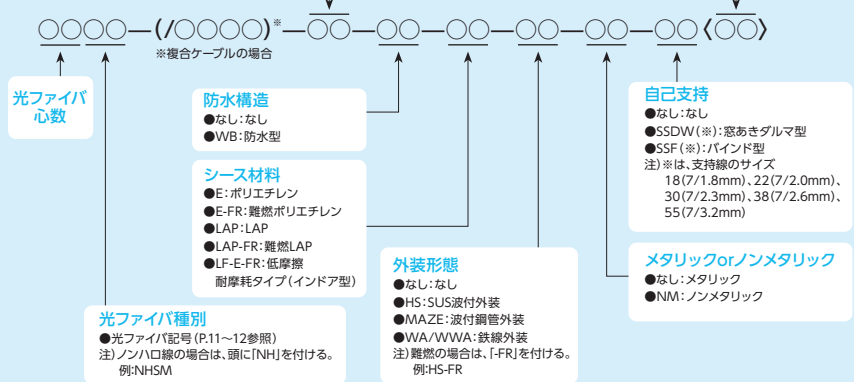 ○○○○—(/○○○○)※—○○—○○—○○—○○—○○—○○〈○○〉
※複合ケーブルの場合
光ファイバ
心数
防水構造
●なし:なし
●WB:防水型
シース材料
●E:ポリエチレン
●E-FR:難燃ポリエチレン
●LAP:LAP
●LAP-FR:難燃LAP
●LF-E-FR:低摩擦
耐摩耗タイプ(インドア型)
光ファイバ種別
●光ファイバ記号(P.11～12参照)
注)ノンハロ線の場合は、頭に「NH」を付ける。
例:NHSM
外装形態
●なし:なし
●HS:SUS波付外装
●MAZE:波付鋼管外装
●WA/WWA:鉄線外装
注)難燃の場合は、「-FR」を付ける。
例:HS-FR
自己支持
●なし:なし
●SSDW(※):窓あきダルマ型
●SSF(※):バインド型
注)※は、支持線のサイズ
18(7/1.8mm)、22(7/2.0mm)、
30(7/2.3mm)、38(7/2.6mm)、
55(7/3.2mm)
メタリックorノンメタリック
●なし:メタリック
●NM:ノンメタリック